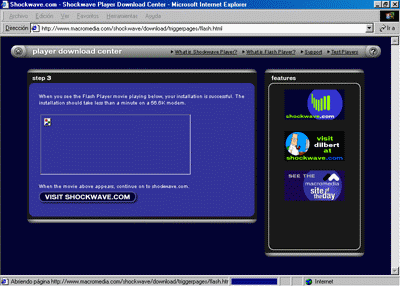 Shockwave.com - Shockwave Player Download Center - Microsoft Internet Explorer
Archivo Edición Ver Favoritos Herramientas Ayuda
Dirección http://www.macromedia.com/shockwave/download/triggerpages/flash.html Ir a
player download center
What is Shockwave Player? What is Flash Player? Support Test Players ?
step 3
When you see the Flash Player movie playing below, your installation is successful. The
installation should take less than a minute on a 56.6K modem.
When the movie above appears, continue on to shockwave.com.
VISIT SHOCKWAVE.COM
features
shockwave.com
visit
dilbert
at
shockwave.com
SEE THE
macromedia
site of
the day
Abriendo página http://www.macromedia.com/shockwave/download/triggerpages/flash.htm
Internet